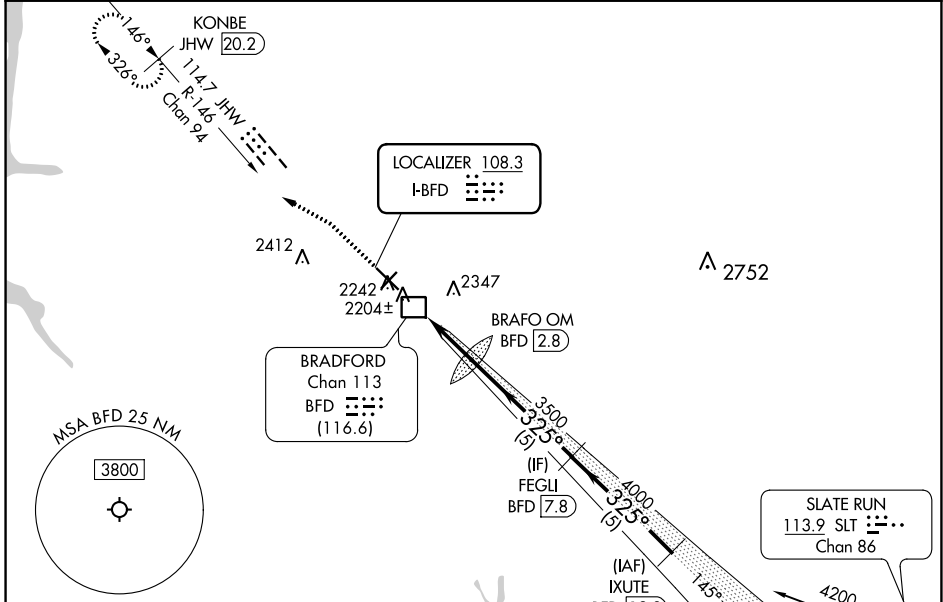 KONBE
JHW 20.2
146°
326°
114.7 JHW
R-146
Chan 94
LOCALIZER 108.3
I-BFD
2412
2242
2204±
2347
2752
BRAFO OM
BFD 2.8
BRADFORD
Chan 113
BFD
(116.6)
3500
325°
(5)
(IF)
FEGLI
BFD 7.8
4000
325°
(5)
(IAF)
IXUTE
145°
MSA BFD 25 NM
3800
SLATE RUN
113.9 SLT
Chan 86
4200